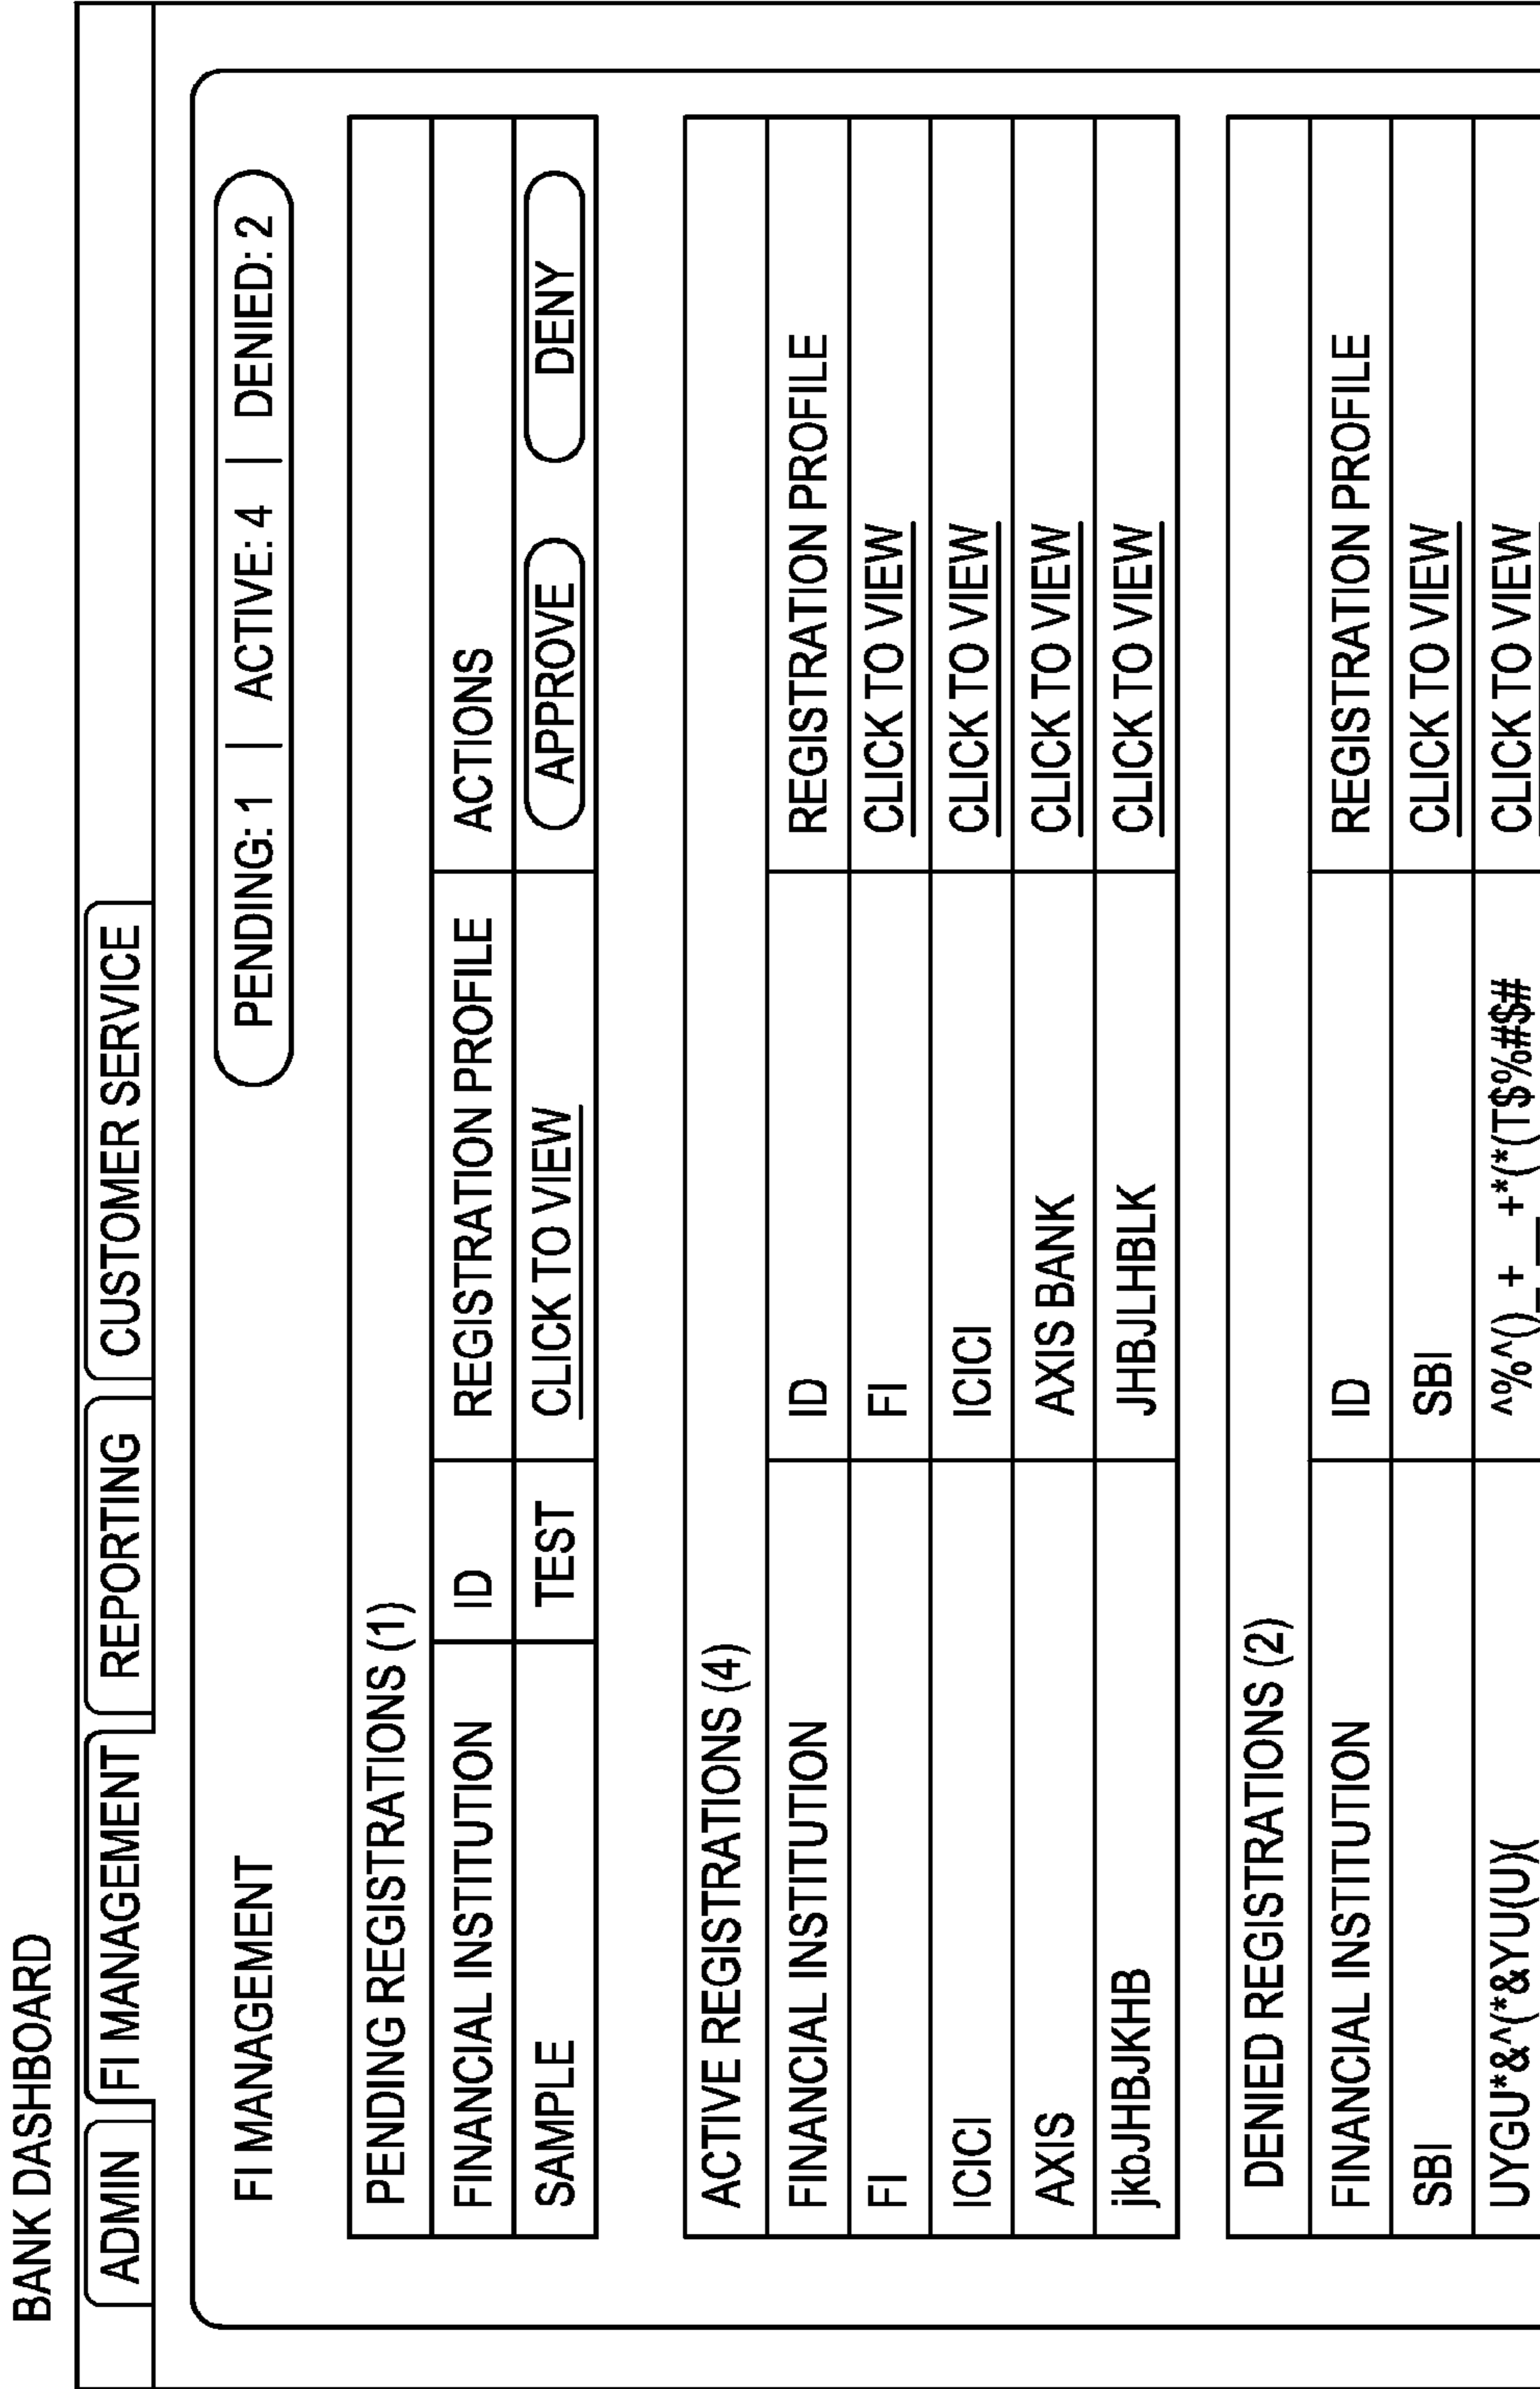 BANK DASHBOARD
ADMIN FI MANAGEMENT REPORTING CUSTOMER SERVICE
FI MANAGEMENT PENDING: 1 | ACTIVE: 4 | DENIED: 2
PENDING REGISTRATIONS (1)
FINANCIAL INSTITUTION ID REGISTRATION PROFILE ACTIONS
SAMPLE TEST CLICK TO VIEW APPROVE DENY
ACTIVE REGISTRATIONS (4)
FINANCIAL INSTITUTION ID REGISTRATION PROFILE
FI FI CLICK TO VIEW
ICICI ICICI CLICK TO VIEW
AXIS AXIS BANK CLICK TO VIEW
jkbJHBJKHB JHBJLHBLK CLICK TO VIEW
DENIED REGISTRATIONS (2)
FINANCIAL INSTITUTION ID REGISTRATION PROFILE
SBI SBI CLICK TO VIEW
UYGU*&^(*&YU(U)( ^%^()_+__+*(*(T$%#$# CLICK TO VIEW